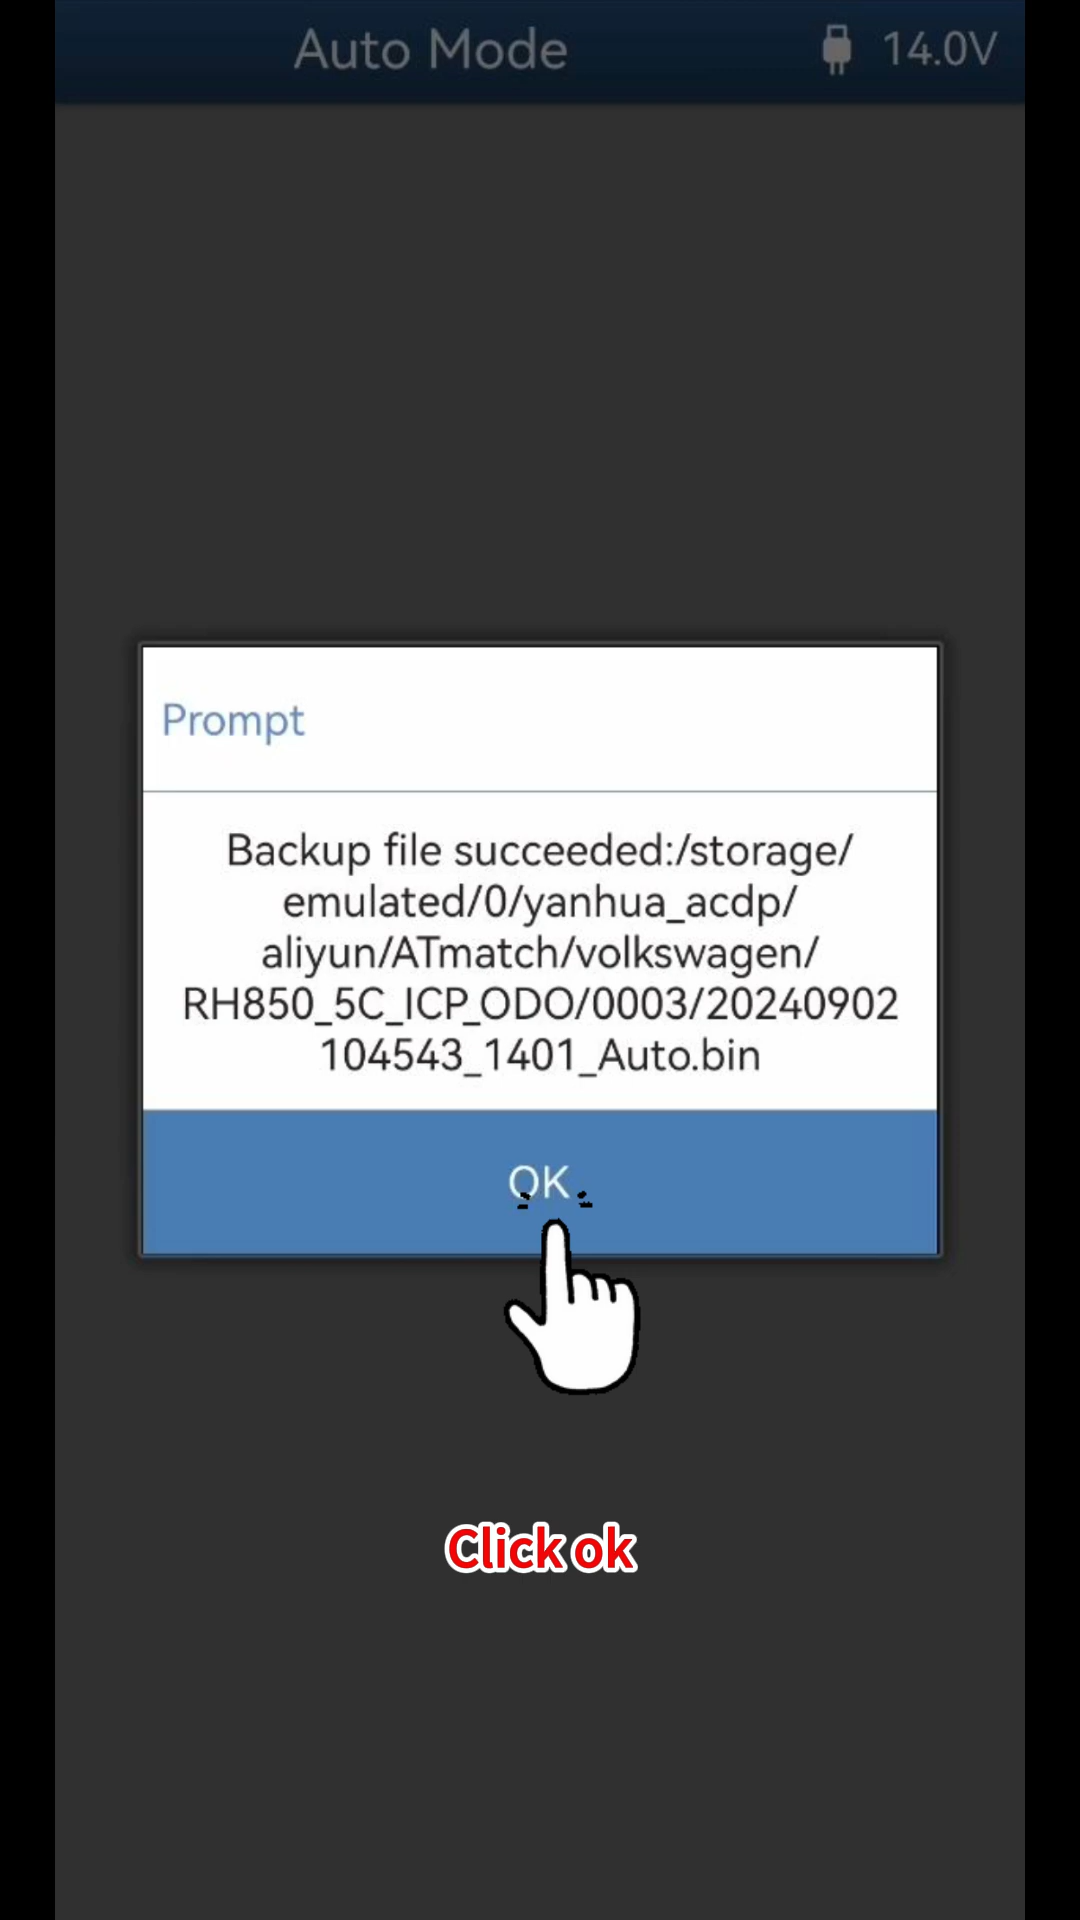 Auto Mode 14.0V
Prompt
Backup file succeeded:/storage/
emulated/0/yanhua_acdp/
aliyun/ATmatch/volkswagen/
RH850_5C_ICP_ODO/0003/20240902
104543_1401_Auto.bin
OK
Click ok